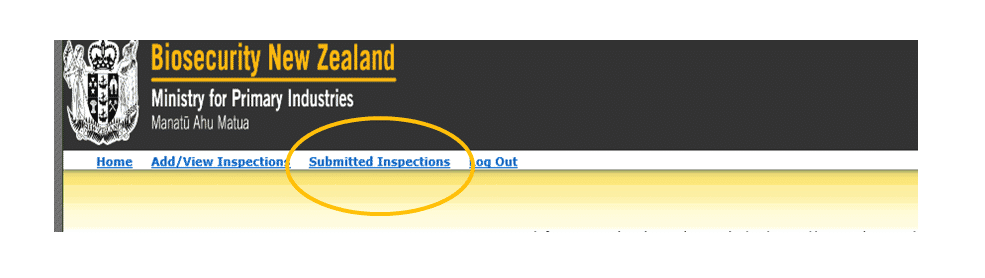 Biosecurity New Zealand
Ministry for Primary Industries
Manatū Ahu Matua
Home Add/View Inspections Submitted Inspections Log Out